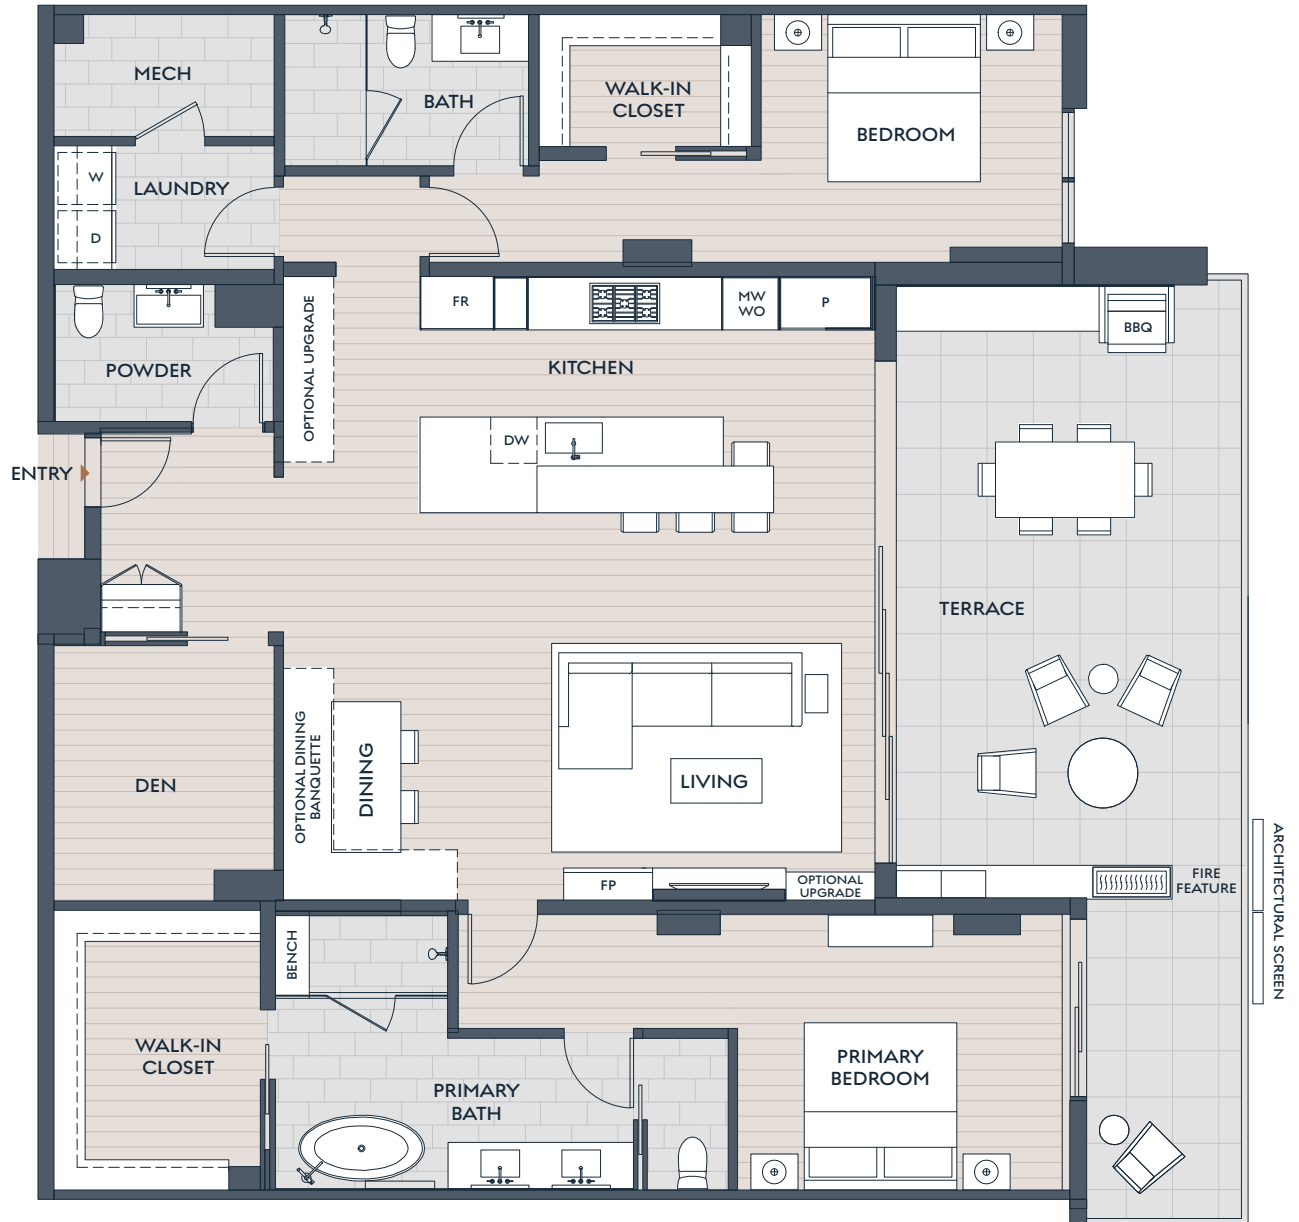 MECH
BATH
WALK-IN
CLOSET
BEDROOM
W
LAUNDRY
D
OPTIONAL UPGRADE
FR
MW
WO
P
BBQ
POWDER
KITCHEN
DW
ENTRY
TERRACE
OPTIONAL DINING
BANQUETTE
DINING
LIVING
DEN
FP
OPTIONAL
UPGRADE
FIRE
FEATURE
ARCHITECTURAL SCREEN
BENCH
WALK-IN
CLOSET
PRIMARY
BATH
PRIMARY
BEDROOM